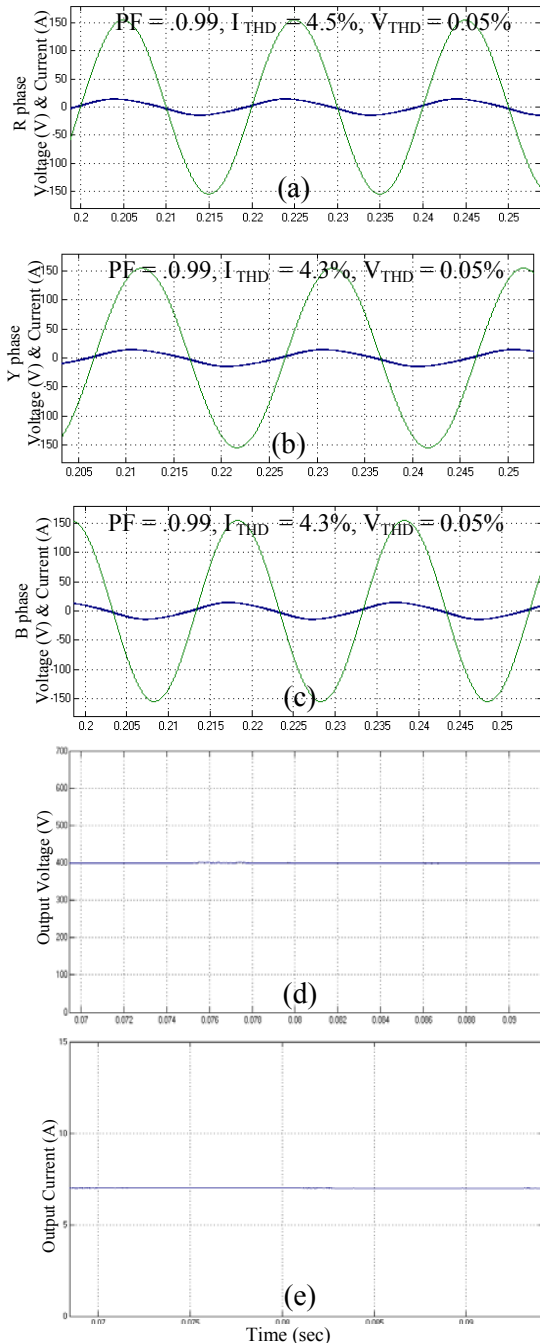 PF = .0.99, I THD = 4.5%, VTHD = 0.05%
R phase
Voltage (V) & Current (A)
150
100
50
0
-50
-100
-150
(a)
0.2 0.205 0.21 0.215 0.22 0.225 0.23 0.235 0.24 0.245 0.25
PF = .0.99, I THD = 4.3%, VTHD = 0.05%
Y phase
Voltage (V) & Current (A)
150
100
50
0
-50
-100
-150
(b)
0.205 0.21 0.215 0.22 0.225 0.23 0.235 0.24 0.245 0.25
PF = .0.99, I THD = 4.3%, VTHD = 0.05%
B phase
Voltage (V) & Current (A)
150
100
50
0
-50
-100
-150
(c)
0.2 0.205 0.21 0.215 0.22 0.225 0.23 0.235 0.24 0.245 0.25
Output Voltage (V)
700
600
500
400
300
200
100
0
(d)
0.07 0.072 0.074 0.076 0.078 0.08 0.082 0.084 0.086 0.088 0.09
Output Current (A)
15
10
5
0
(e)
0.07 0.075 0.08 0.085 0.09
Time (sec)